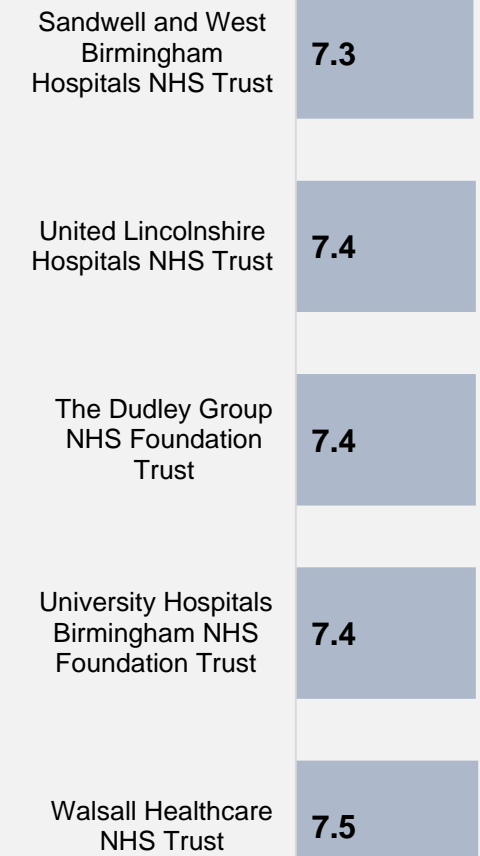 Sandwell and West
Birmingham
Hospitals NHS Trust
7.3
United Lincolnshire
Hospitals NHS Trust
7.4
The Dudley Group
NHS Foundation
Trust
7.4
University Hospitals
Birmingham NHS
Foundation Trust
7.4
Walsall Healthcare
NHS Trust
7.5